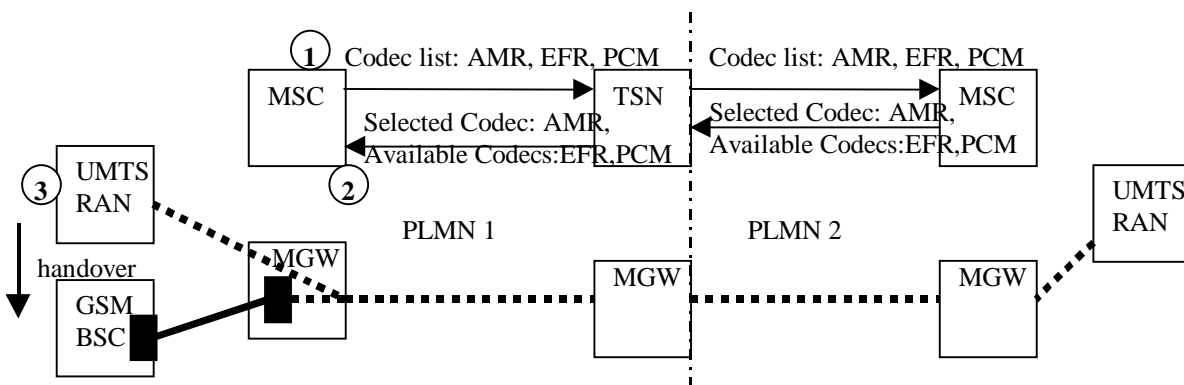 1
Codec list: AMR, EFR, PCM
Codec list: AMR, EFR, PCM
MSC
TSN
MSC
Selected Codec: AMR,
Available Codecs:EFR,PCM
Selected Codec: AMR,
Available Codecs:EFR,PCM
2
3
UMTS
RAN
UMTS
RAN
PLMN 1
PLMN 2
handover
MGW
MGW
MGW
GSM
BSC